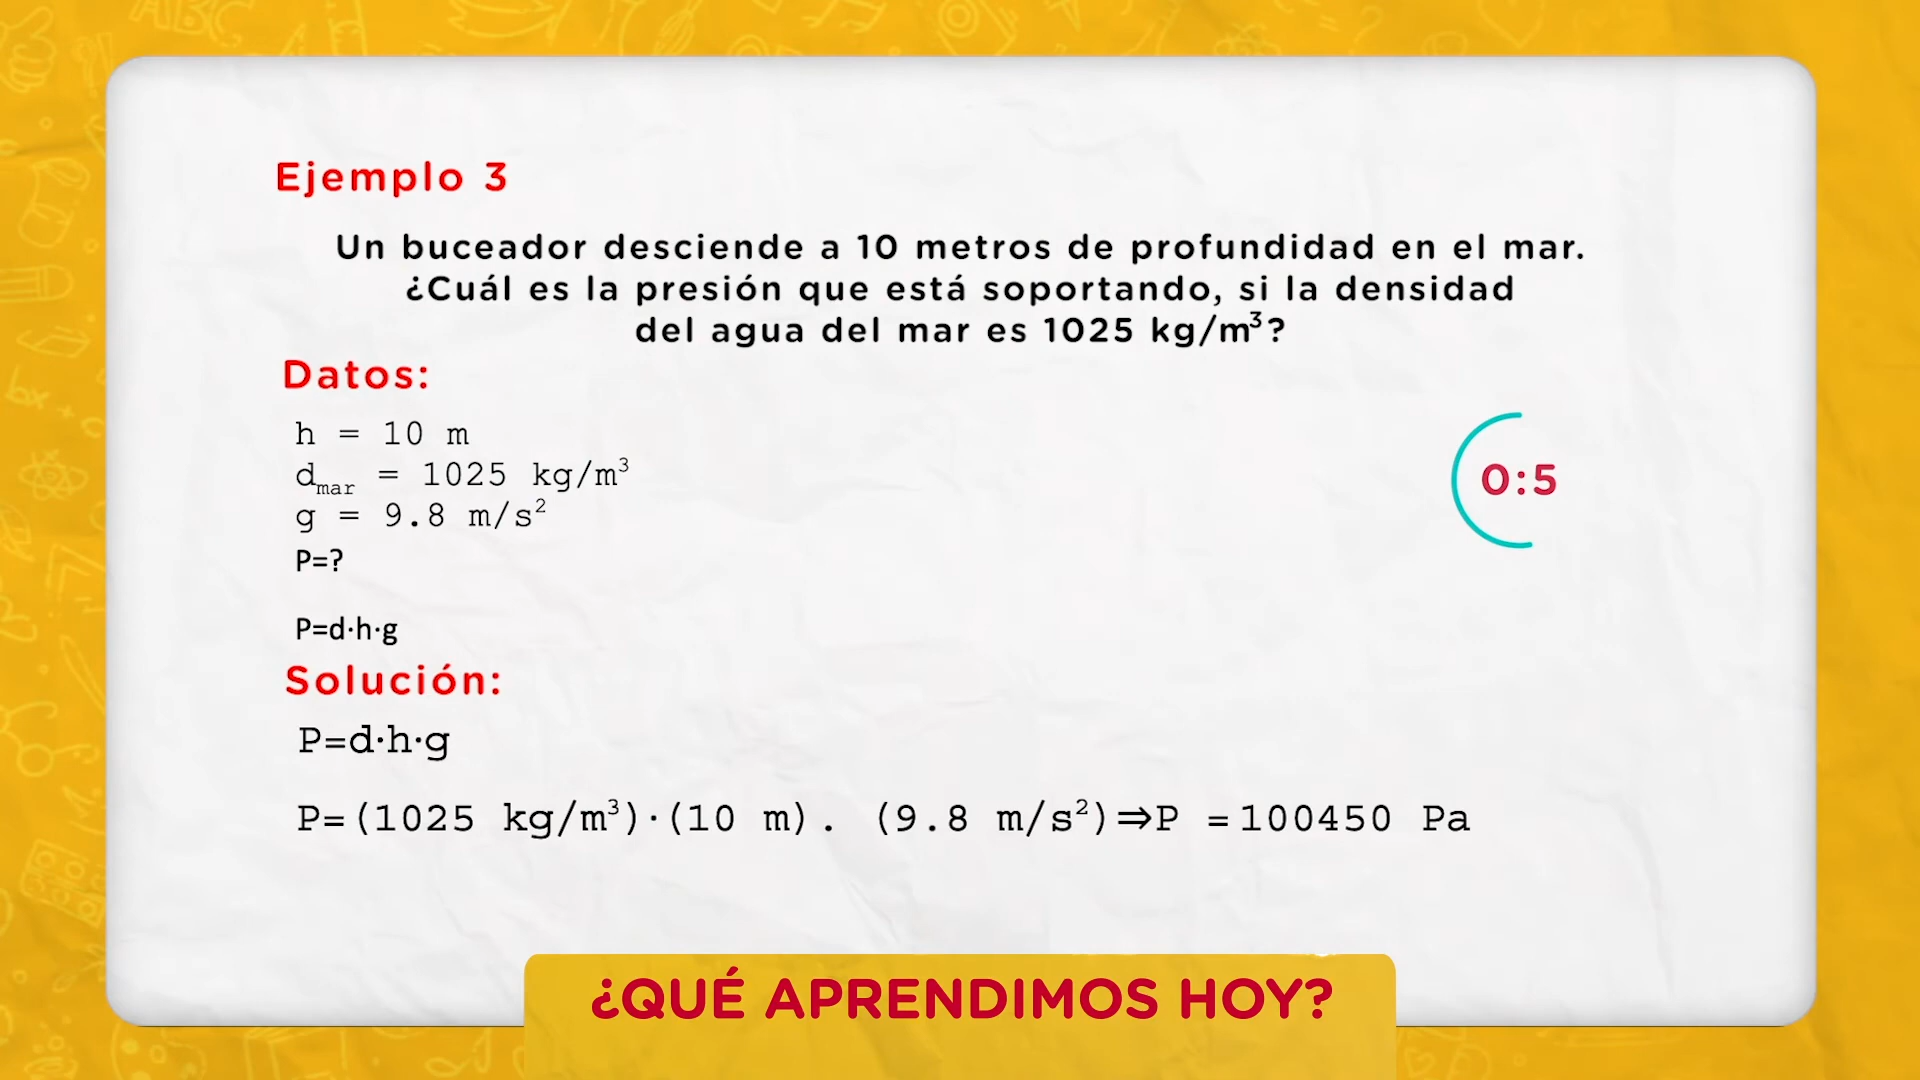 Ejemplo 3
Un buceador desciende a 10 metros de profundidad en el mar.
¿Cuál es la presión que está soportando, si la densidad
del agua del mar es 1025 kg/m³?
Datos:
h = 10 m
dmar = 1025 kg/m³
g = 9.8 m/s²
0:5
P=?
P=d·h·g
Solución:
P=d·h·g
P=(1025 kg/m³)·(10 m). (9.8 m/s²)⇒P =100450 Pa
¿QUÉ APRENDIMOS HOY?